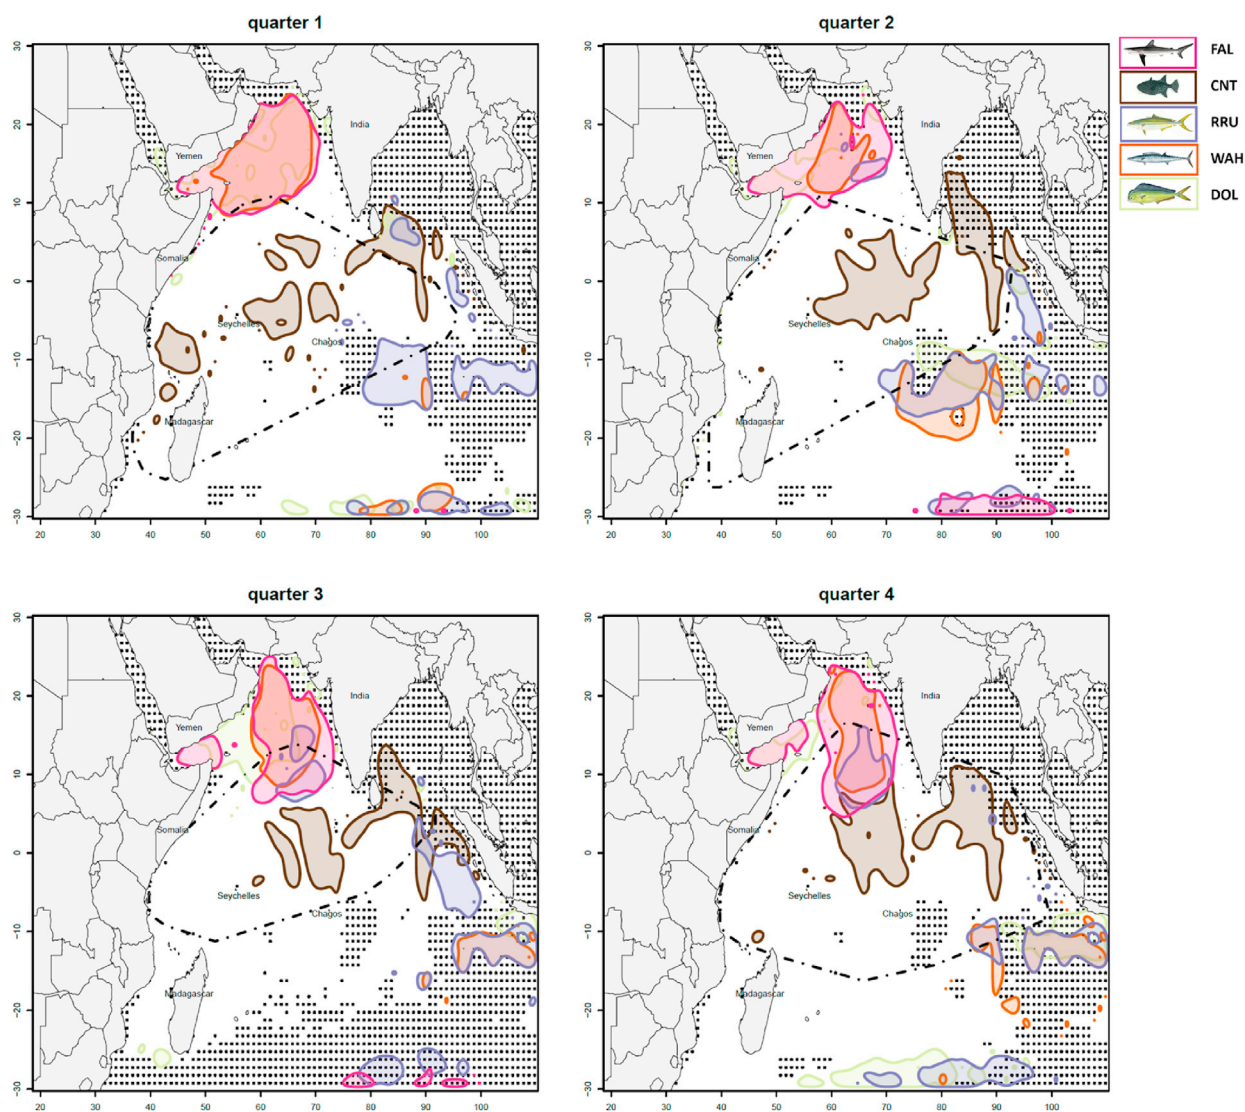 quarter 1
quarter 2
30
20
10
0
-10
-20
-30
India
Yemen
Somalia
Seychelles
Chagos
Madagascar
20 30 40 50 60 70 80 90 100
30
20
10
0
-10
-20
-30
India
Yemen
Somalia
Seychelles
Chagos
Madagascar
20 30 40 50 60 70 80 90 100
FAL
CNT
RRU
WAH
DOL
quarter 3
quarter 4
30
20
10
0
-10
-20
-30
India
Yemen
Somalia
Seychelles
Chagos
Madagascar
20 30 40 50 60 70 80 90 100
30
20
10
0
-10
-20
-30
India
Yemen
Somalia
Seychelles
Chagos
Madagascar
20 30 40 50 60 70 80 90 100